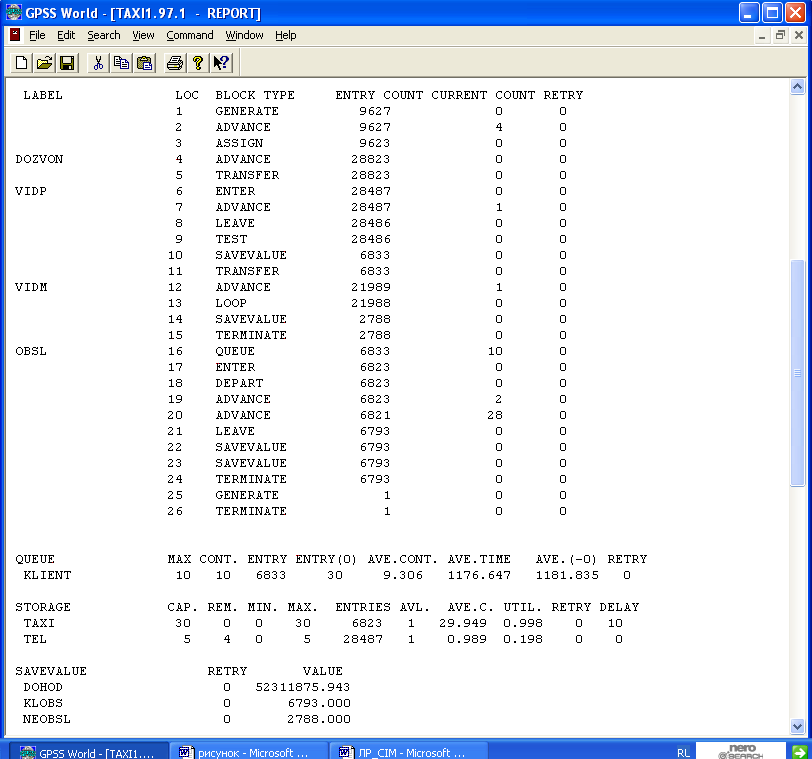 GPSS World - [TAXI1.97.1 - REPORT]
File Edit Search View Command Window Help
LABEL LOC BLOCK TYPE ENTRY COUNT CURRENT COUNT RETRY
1 GENERATE 9627 0 0
2 ADVANCE 9627 4 0
3 ASSIGN 9623 0 0
DOZVON 4 ADVANCE 28823 0 0
5 TRANSFER 28823 0 0
VIDP 6 ENTER 28487 0 0
7 ADVANCE 28487 1 0
8 LEAVE 28486 0 0
9 TEST 28486 0 0
10 SAVEVALUE 6833 0 0
11 TRANSFER 6833 0 0
VIDM 12 ADVANCE 21989 1 0
13 LOOP 21988 0 0
14 SAVEVALUE 2788 0 0
15 TERMINATE 2788 0 0
OBSL 16 QUEUE 6833 10 0
17 ENTER 6823 0 0
18 DEPART 6823 0 0
19 ADVANCE 6823 2 0
20 ADVANCE 6821 28 0
21 LEAVE 6793 0 0
22 SAVEVALUE 6793 0 0
23 SAVEVALUE 6793 0 0
24 TERMINATE 6793 0 0
25 GENERATE 1 0 0
26 TERMINATE 1 0 0
QUEUE MAX CONT. ENTRY ENTRY(0) AVE.CONT. AVE.TIME AVE.(-0) RETRY
KLIENT 10 10 6833 30 9.306 1176.647 1181.835 0
STORAGE CAP. REM. MIN. MAX. ENTRIES AVL. AVE.C. UTIL. RETRY DELAY
TAXI 30 0 0 30 6823 1 29.949 0.998 0 10
TEL 5 4 0 5 28487 1 0.989 0.198 0 0
SAVEVALUE RETRY VALUE
DOHOD 0 52311875.943
KLOBS 0 6793.000
NEOBSL 0 2788.000
GPSS World - [TAXI1.... рисунок - Microsoft ... ЛР_СІМ - Microsoft ... RL nero SEARCH